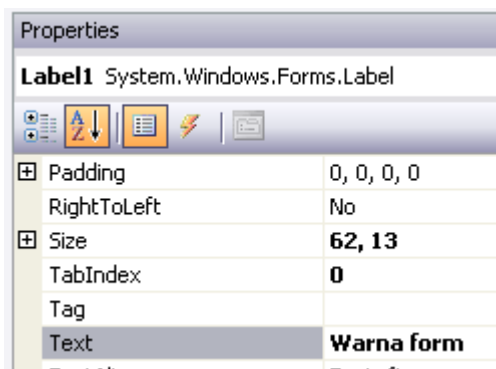 Properties
Label1 System.Windows.Forms.Label
Padding 0, 0, 0, 0
RightToLeft No
Size 62, 13
TabIndex 0
Tag
Text Warna form